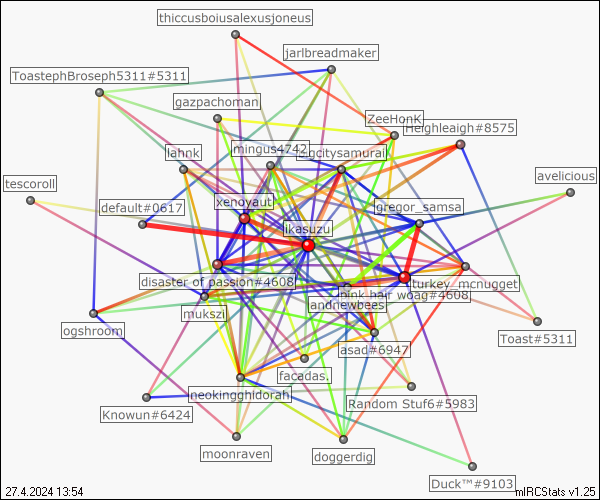 thiccusboiusalexusjoneus
jarlbreadmaker
ToastephBroseph5311#5311
gazpachoman
ZeeHonK
Heighleaigh#8575
mingus4742
sincitysamurai
lahnk
avelicious
tescoroll
xenoyaut
default#0617
gregor_samsa
ikasuzu
disaster of passion#4608
turkey_mcnugget
pink hair wdag#4608
andrewbees
mukszi
ogshroom
Toast#5311
asad#6947
facadas.
neokingghidorah
Random Stuf6#5983
Knowun#6424
moonraven
doggerdig
Duck™#9103
27.4.2024 13:54
mIRCStats v1.25